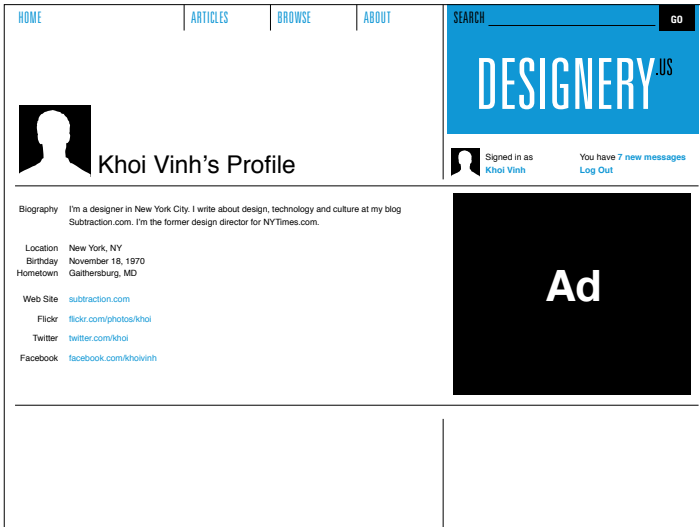 HOME
ARTICLES
BROWSE
ABOUT
SEARCH
GO
DESIGNERY.US
Khoi Vinh's Profile
Signed in as
Khoi Vinh
You have 7 new messages
Log Out
Biography I'm a designer in New York City. I write about design, technology and culture at my blog
Subtraction.com. I'm the former design director for NYTimes.com.
Location New York, NY
Birthday November 18, 1970
Hometown Gaithersburg, MD
Web Site subtraction.com
Flickr flickr.com/photos/khoi
Twitter twitter.com/khoi
Facebook facebook.com/khoivinh
Ad